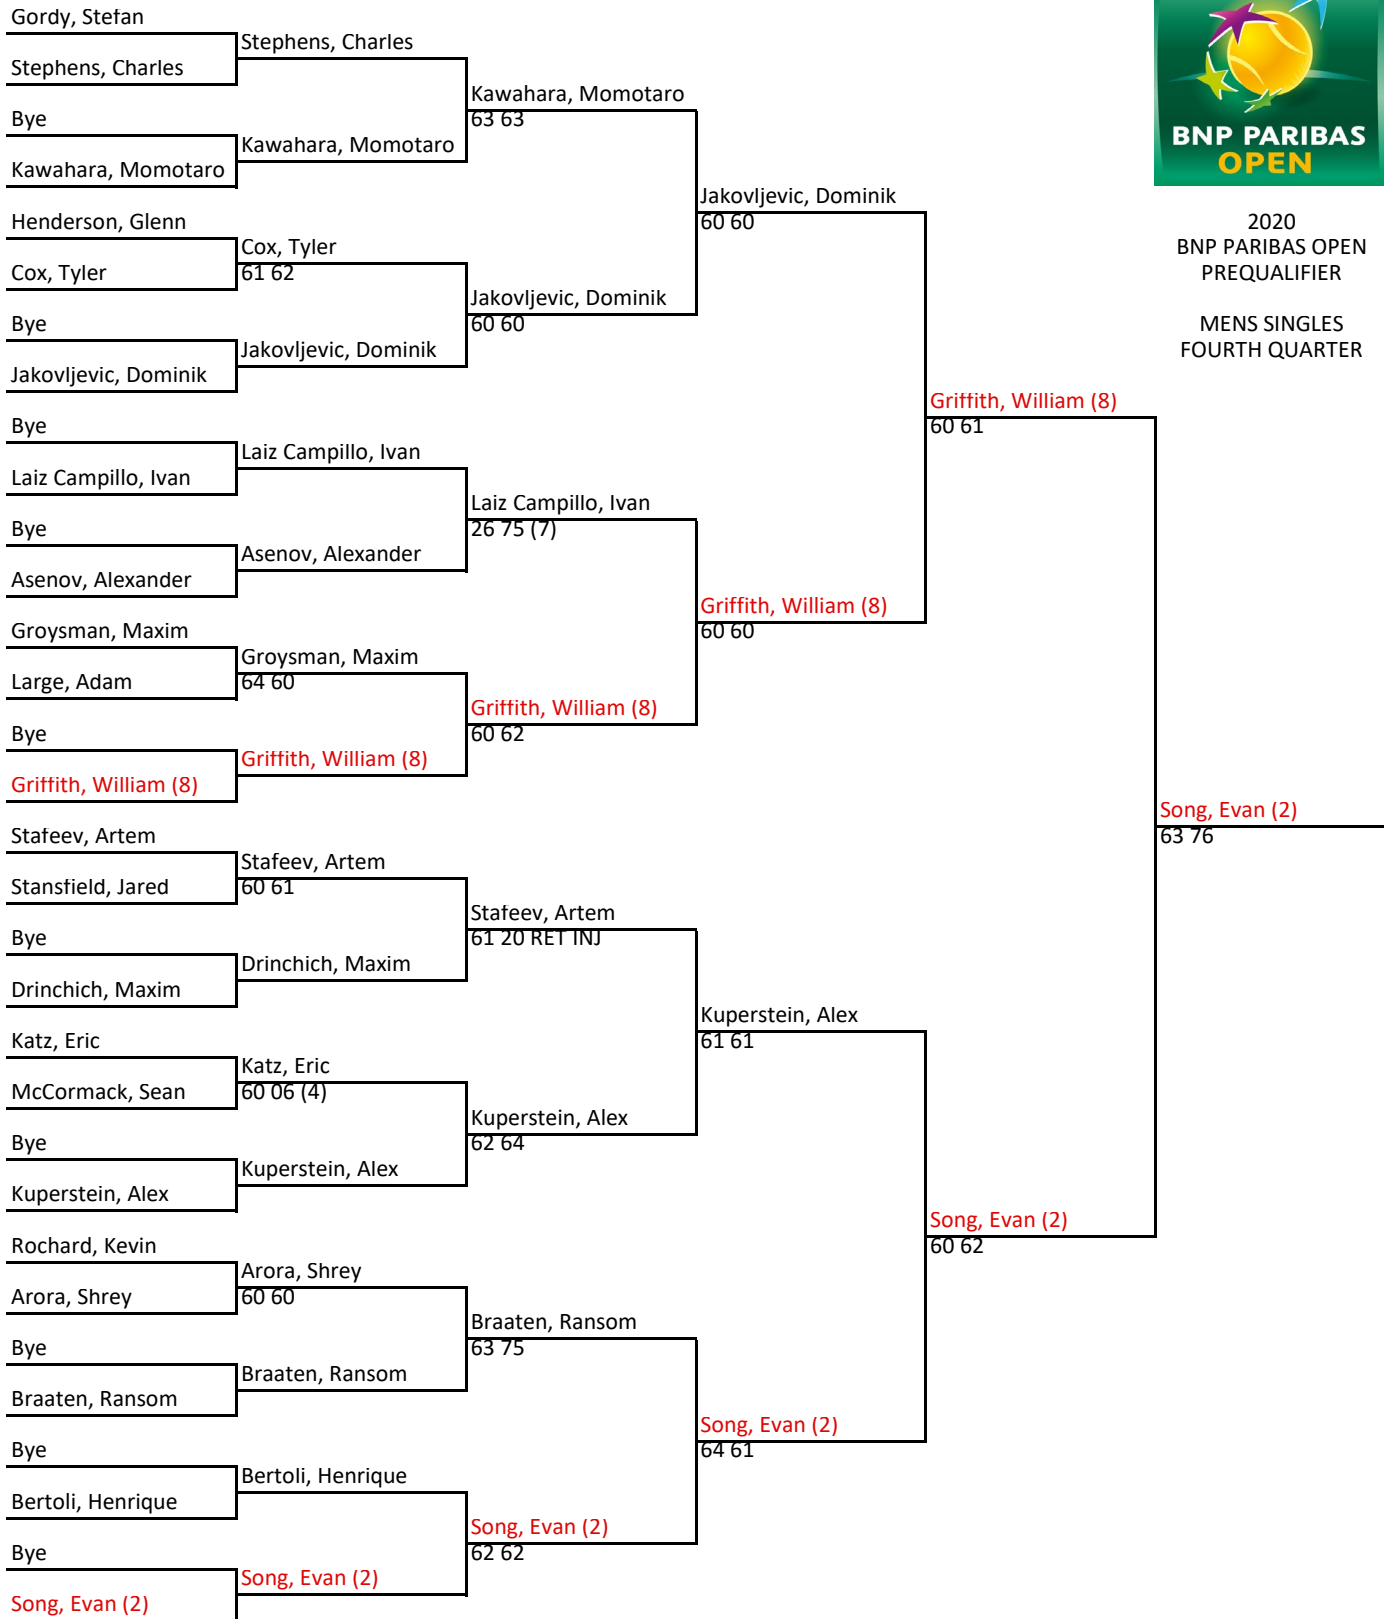 Gordy, Stefan
Stephens, Charles
Bye
Kawahara, Momotaro
Henderson, Glenn
Cox, Tyler
Bye
Jakovljevic, Dominik
Bye
Laiz Campillo, Ivan
Bye
Asenov, Alexander
Groysman, Maxim
Large, Adam
Bye
Griffith, William (8)
Stafeev, Artem
Stansfield, Jared
Bye
Drinchich, Maxim
Katz, Eric
McCormack, Sean
Bye
Kuperstein, Alex
Rochard, Kevin
Arora, Shrey
Bye
Braaten, Ransom
Bye
Bertoli, Henrique
Bye
Song, Evan (2)
Stephens, Charles
Kawahara, Momotaro
Cox, Tyler
61 62
Jakovljevic, Dominik
Laiz Campillo, Ivan
Asenov, Alexander
Groysman, Maxim
64 60
Griffith, William (8)
Stafeev, Artem
60 61
Drinchich, Maxim
Katz, Eric
60 06 (4)
Kuperstein, Alex
Arora, Shrey
60 60
Braaten, Ransom
Bertoli, Henrique
Song, Evan (2)
Kawahara, Momotaro
63 63
Jakovljevic, Dominik
60 60
Laiz Campillo, Ivan
26 75 (7)
Griffith, William (8)
60 62
Stafeev, Artem
61 20 RET INJ
Kuperstein, Alex
62 64
Braaten, Ransom
63 75
Song, Evan (2)
62 62
Jakovljevic, Dominik
60 60
Griffith, William (8)
60 60
Kuperstein, Alex
61 61
Song, Evan (2)
64 61
Griffith, William (8)
60 61
Song, Evan (2)
60 62
Song, Evan (2)
63 76
BNP PARIBAS
OPEN
2020
BNP PARIBAS OPEN
PREQUALIFIER
MENS SINGLES
FOURTH QUARTER